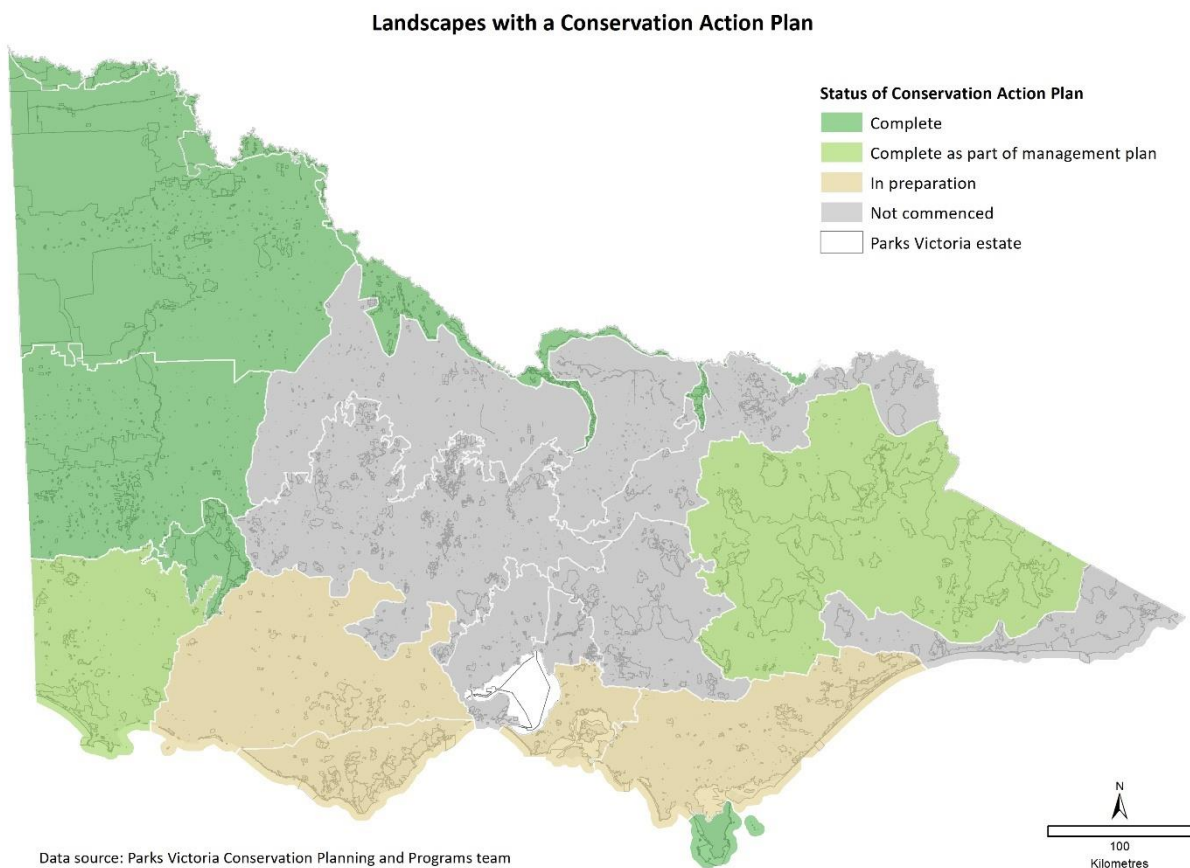 Landscapes with a Conservation Action Plan
Status of Conservation Action Plan
Complete
Complete as part of management plan
In preparation
Not commenced
Parks Victoria estate
N
100
Kilometres
Data source: Parks Victoria Conservation Planning and Programs team